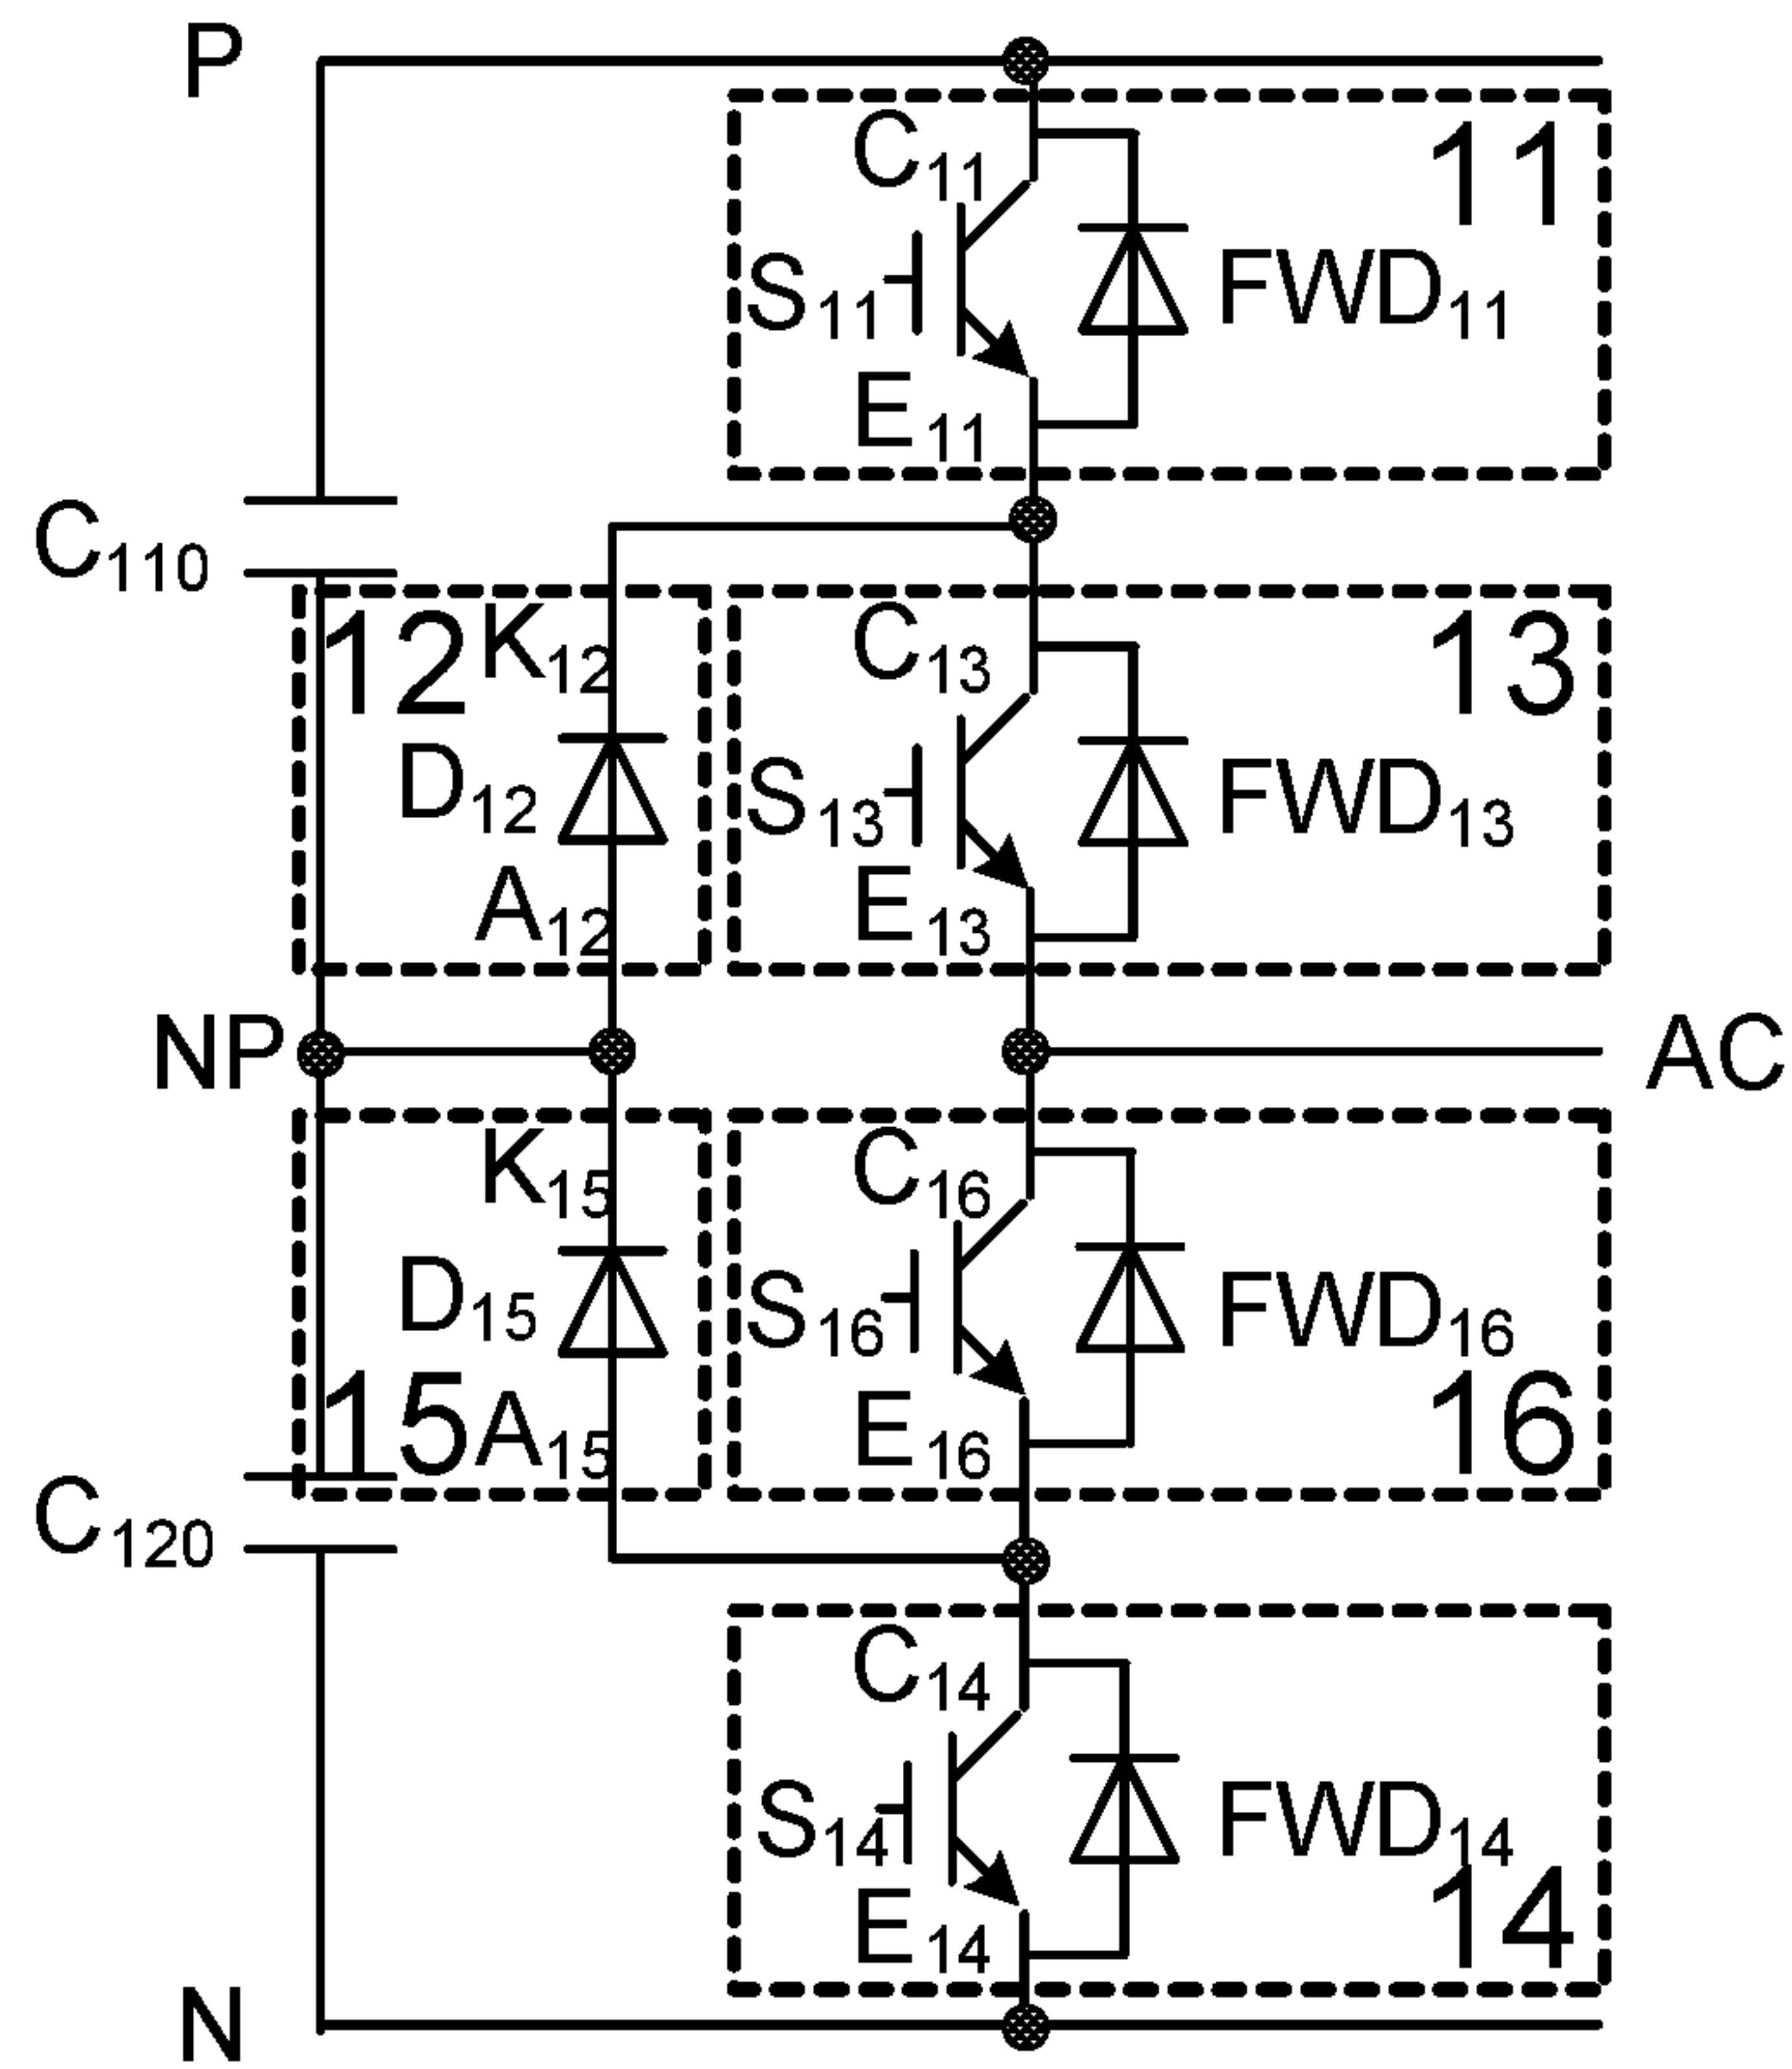 P
C11 11
S11 FWD11
E11
C110
12 K12 C13 13
D12 S13 FWD13
A12 E13
NP AC
K15 C16
D15 S16 FWD16
15 A15 E16 16
C120
C14
S14 FWD14
E14 14
N